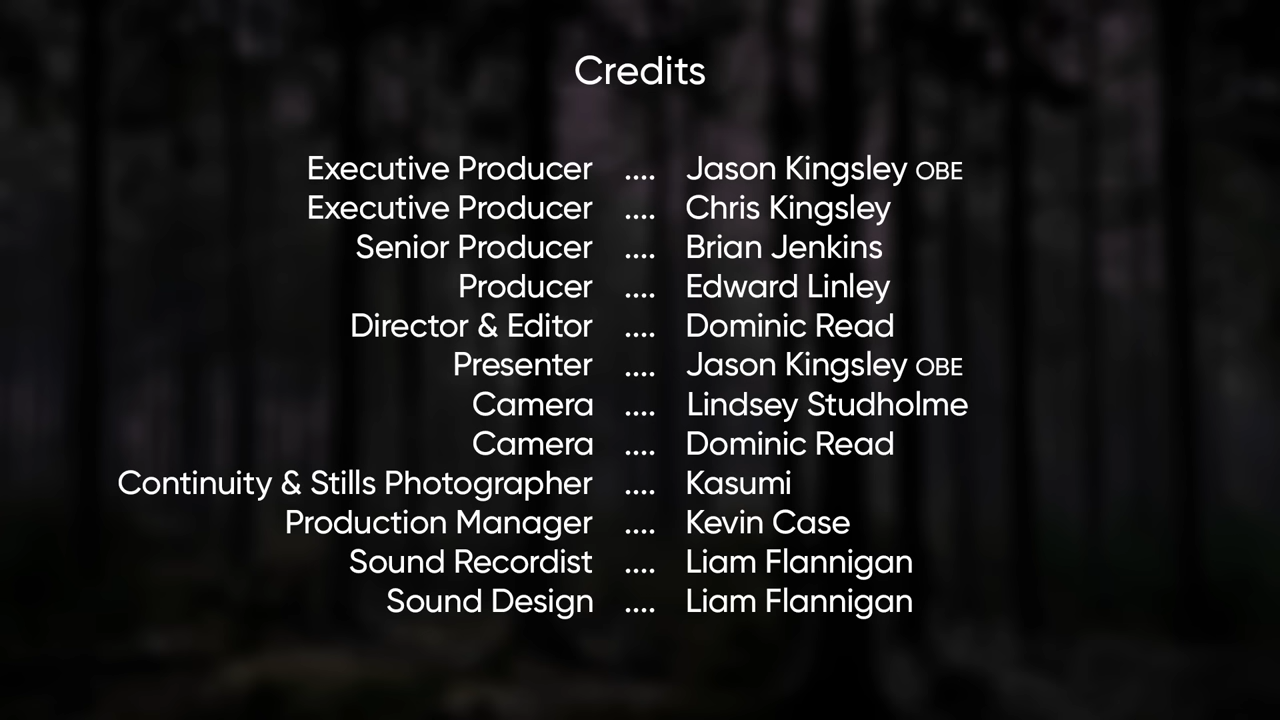 Credits
Executive Producer .... Jason Kingsley OBE
Executive Producer .... Chris Kingsley
Senior Producer .... Brian Jenkins
Producer .... Edward Linley
Director & Editor .... Dominic Read
Presenter .... Jason Kingsley OBE
Camera .... Lindsey Studholme
Camera .... Dominic Read
Continuity & Stills Photographer .... Kasumi
Production Manager .... Kevin Case
Sound Recordist .... Liam Flannigan
Sound Design .... Liam Flannigan